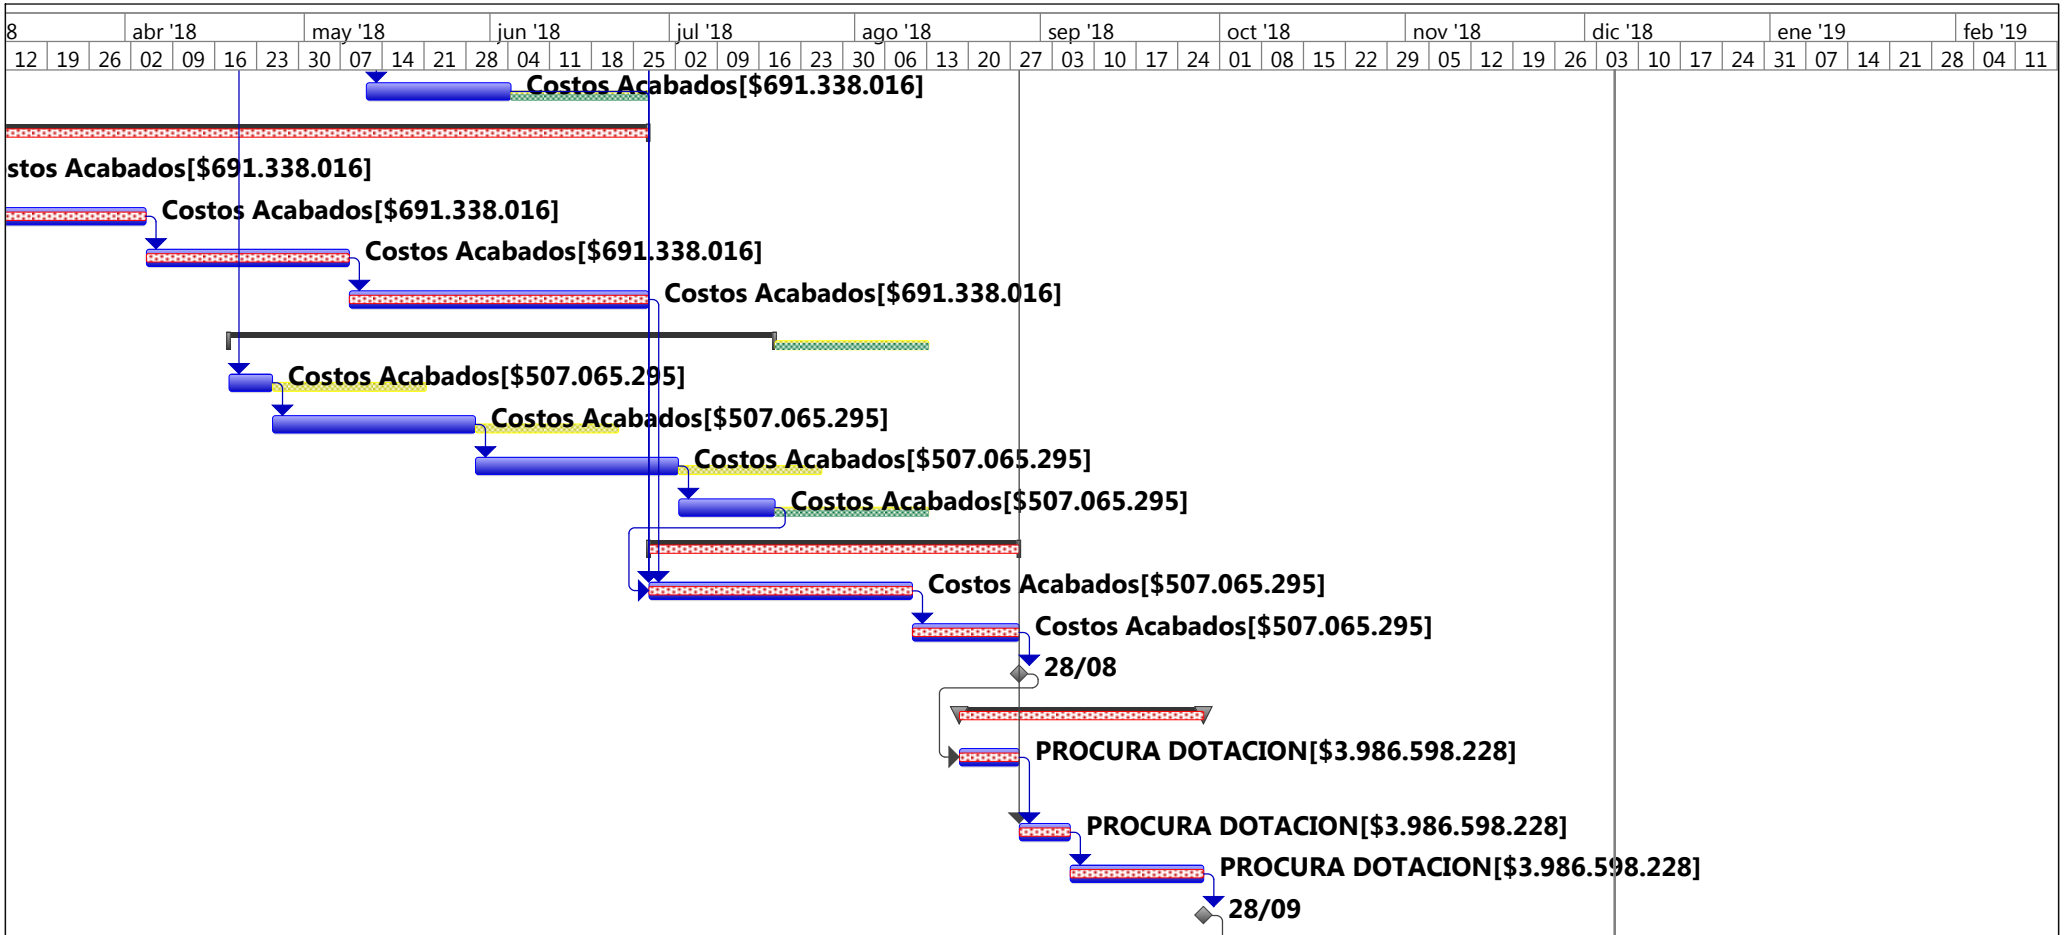 8 abr '18 may '18 jun '18 jul '18 ago '18 sep '18 oct '18 nov '18 dic '18 ene '19 feb '19
12 19 26 02 09 16 23 30 07 14 21 28 04 11 18 25 02 09 16 23 30 06 13 20 27 03 10 17 24 01 08 15 22 29 05 12 19 26 03 10 17 24 31 07 14 21 28 04 11
Costos Acabados[$691.338.016]
stos Acabados[$691.338.016]
Costos Acabados[$691.338.016]
Costos Acabados[$691.338.016]
Costos Acabados[$691.338.016]
Costos Acabados[$507.065.295]
Costos Acabados[$507.065.295]
Costos Acabados[$507.065.295]
Costos Acabados[$507.065.295]
Costos Acabados[$507.065.295]
Costos Acabados[$507.065.295]
28/08
PROCURA DOTACION[$3.986.598.228]
PROCURA DOTACION[$3.986.598.228]
PROCURA DOTACION[$3.986.598.228]
28/09